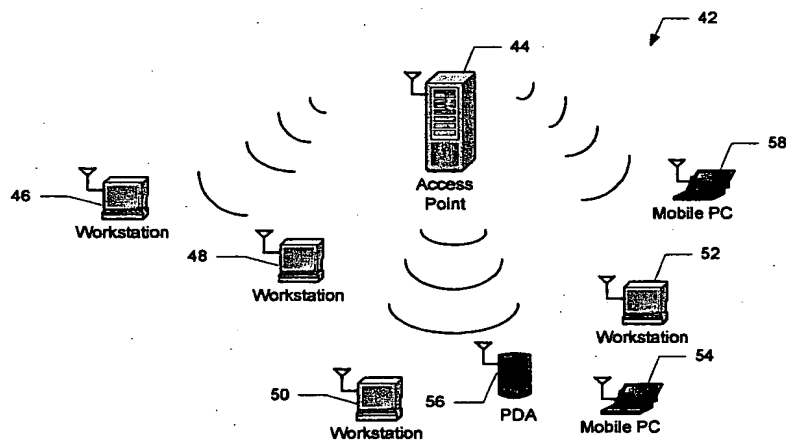 42
44
58
46
Access
Point
Mobile PC
Workstation
48
52
Workstation
Workstation
54
50
56
PDA
Mobile PC
Workstation